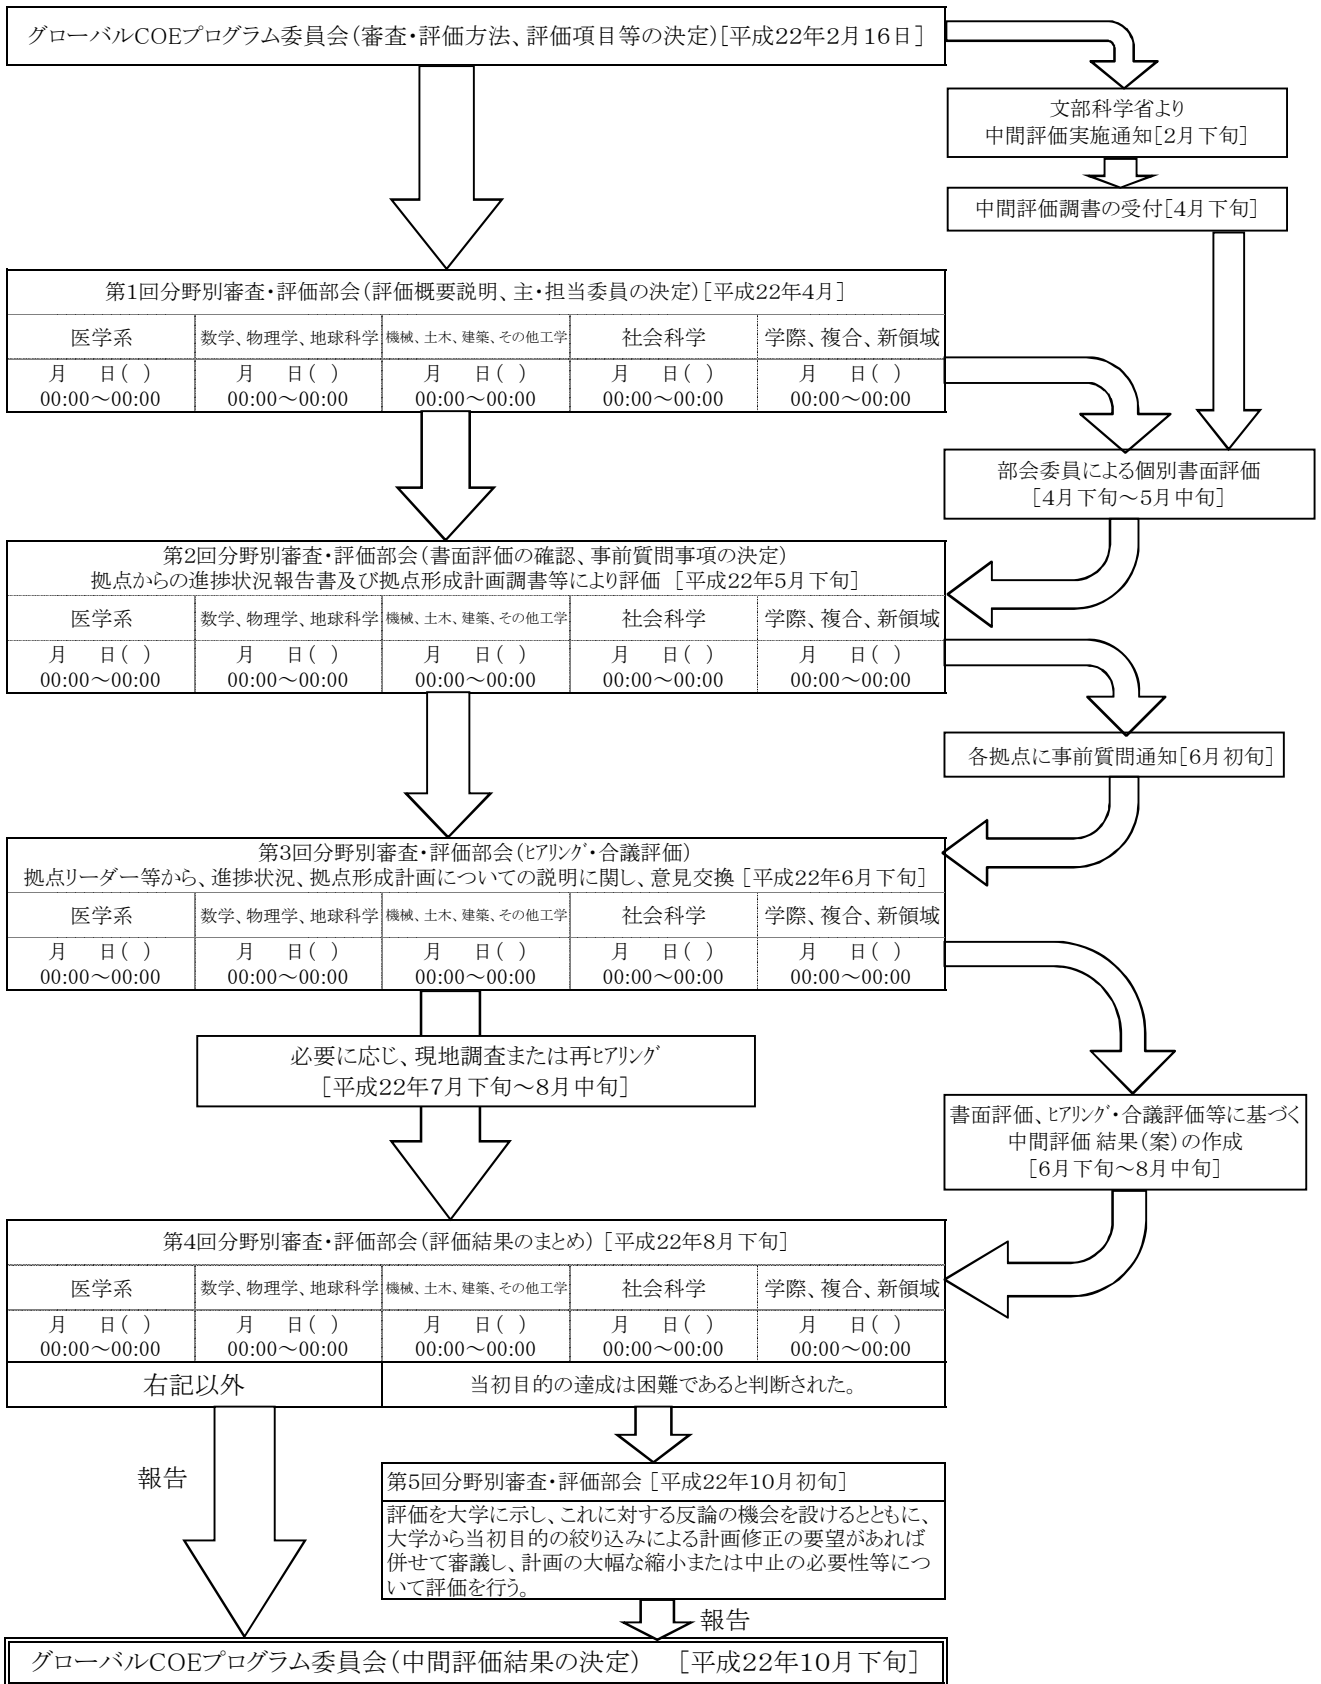 グローバルCOEプログラム委員会(審査・評価方法、評価項目等の決定)[平成22年2月16日]
文部科学省より
中間評価実施通知[2月下旬]
中間評価調書の受付[4月下旬]
第1回分野別審査・評価部会(評価概要説明、主・担当委員の決定)[平成22年4月]
医学系 数学、物理学、地球科学 機械、土木、建築、その他工学 社会科学 学際、複合、新領域
月 日( ) 月 日( ) 月 日( ) 月 日( ) 月 日( )
00:00~00:00 00:00~00:00 00:00~00:00 00:00~00:00 00:00~00:00
部会委員による個別書面評価
[4月下旬~5月中旬]
第2回分野別審査・評価部会(書面評価の確認、事前質問事項の決定)
拠点からの進捗状況報告書及び拠点形成計画調書等により評価 [平成22年5月下旬]
医学系 数学、物理学、地球科学 機械、土木、建築、その他工学 社会科学 学際、複合、新領域
月 日( ) 月 日( ) 月 日( ) 月 日( ) 月 日( )
00:00~00:00 00:00~00:00 00:00~00:00 00:00~00:00 00:00~00:00
各拠点に事前質問通知[6月初旬]
第3回分野別審査・評価部会(ヒアリング・合議評価)
拠点リーダー等から、進捗状況、拠点形成計画についての説明に関し、意見交換 [平成22年6月下旬]
医学系 数学、物理学、地球科学 機械、土木、建築、その他工学 社会科学 学際、複合、新領域
月 日( ) 月 日( ) 月 日( ) 月 日( ) 月 日( )
00:00~00:00 00:00~00:00 00:00~00:00 00:00~00:00 00:00~00:00
必要に応じ、現地調査または再ヒアリング
[平成22年7月下旬~8月中旬]
書面評価、ヒアリング・合議評価等に基づく
中間評価 結果(案)の作成
[6月下旬~8月中旬]
第4回分野別審査・評価部会(評価結果のまとめ) [平成22年8月下旬]
医学系 数学、物理学、地球科学 機械、土木、建築、その他工学 社会科学 学際、複合、新領域
月 日( ) 月 日( ) 月 日( ) 月 日( ) 月 日( )
00:00~00:00 00:00~00:00 00:00~00:00 00:00~00:00 00:00~00:00
右記以外 当初目的の達成は困難であると判断された。
報告
第5回分野別審査・評価部会 [平成22年10月初旬]
評価を大学に示し、これに対する反論の機会を設けるとともに、
大学から当初目的の絞り込みによる計画修正の要望があれば
併せて審議し、計画の大幅な縮小または中止の必要性等につ
いて評価を行う。
報告
グローバルCOEプログラム委員会(中間評価結果の決定) [平成22年10月下旬]